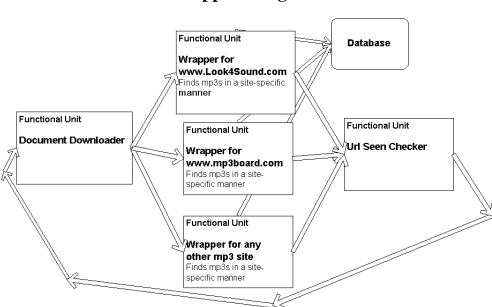 Functional Unit
Wrapper for
www.Look4Sound.com
Finds mp3s in a site-specific
manner
Database
Functional Unit
Document Downloader
Functional Unit
Wrapper for
www.mp3board.com
Finds mp3s in a site-
specific manner
Functional Unit
Url Seen Checker
Functional Unit
Wrapper for any
other mp3 site
Finds mp3s in a site-
specific manner